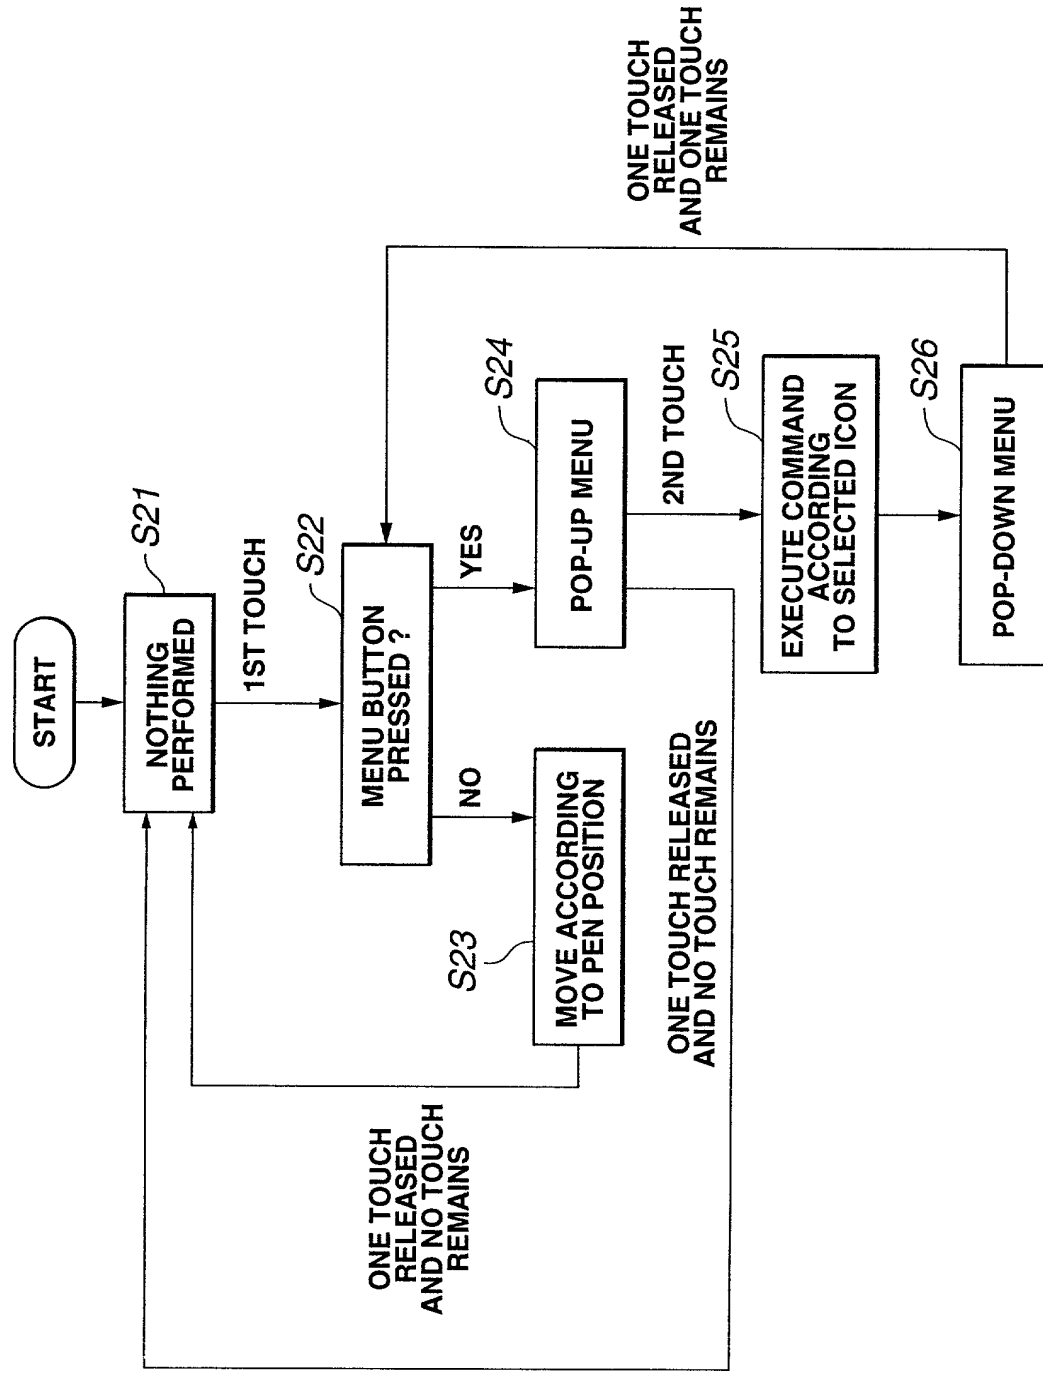 START
S21
NOTHING
PERFORMED
1ST TOUCH
S22
MENU BUTTON
PRESSED ?
NO
YES
S23
MOVE ACCORDING
TO PEN POSITION
S24
POP-UP MENU
ONE TOUCH
RELEASED
AND NO TOUCH
REMAINS
ONE TOUCH RELEASED
AND NO TOUCH REMAINS
2ND TOUCH
ONE TOUCH
RELEASED
AND ONE TOUCH
REMAINS
S25
EXECUTE COMMAND
ACCORDING
TO SELECTED ICON
S26
POP-DOWN MENU